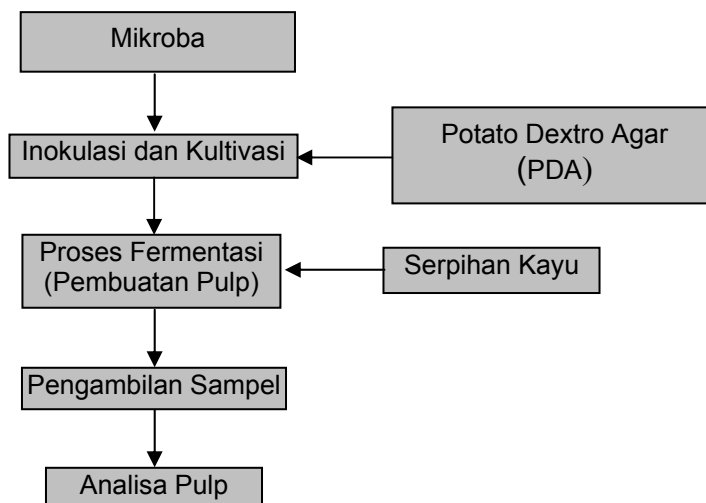 Mikroba
Inokulasi dan Kultivasi
Potato Dextro Agar
(PDA)
Proses Fermentasi
(Pembuatan Pulp)
Serpihan Kayu
Pengambilan Sampel
Analisa Pulp